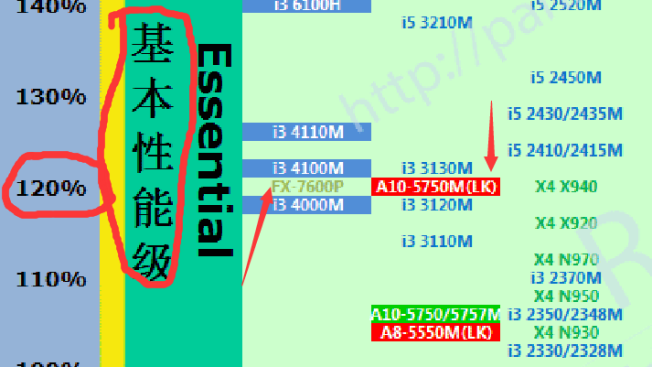 140%
130%
120%
110%
基本性能级
Essential
i3 6100H
i5 2520M
i5 3210M
i5 2450M
i5 2430/2435M
i3 4110M
i5 2410/2415M
i3 4100M
i3 3130M
FX-7600P
A10-5750M(LK)
X4 X940
i3 4000M
i3 3120M
X4 X920
i3 3110M
X4 N970
i3 2370M
X4 N950
A10-5750/5757M
i3 2350/2348M
A8-5550M(LK)
X4 N930
i3 2330/2328M
http://pa
R